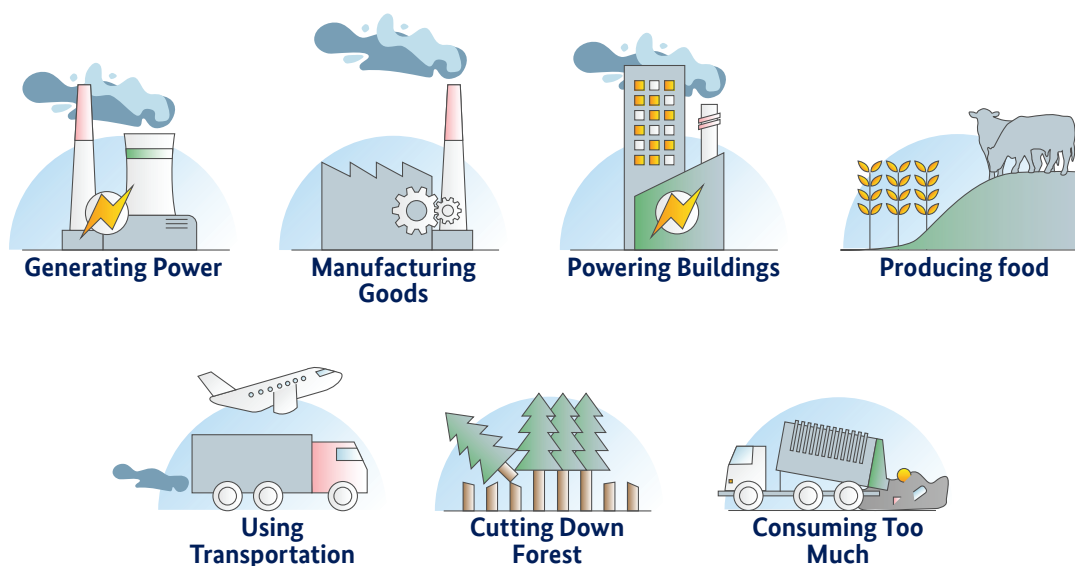 Generating Power
Manufacturing
Goods
Powering Buildings
Producing food
Using
Transportation
Cutting Down
Forest
Consuming Too
Much